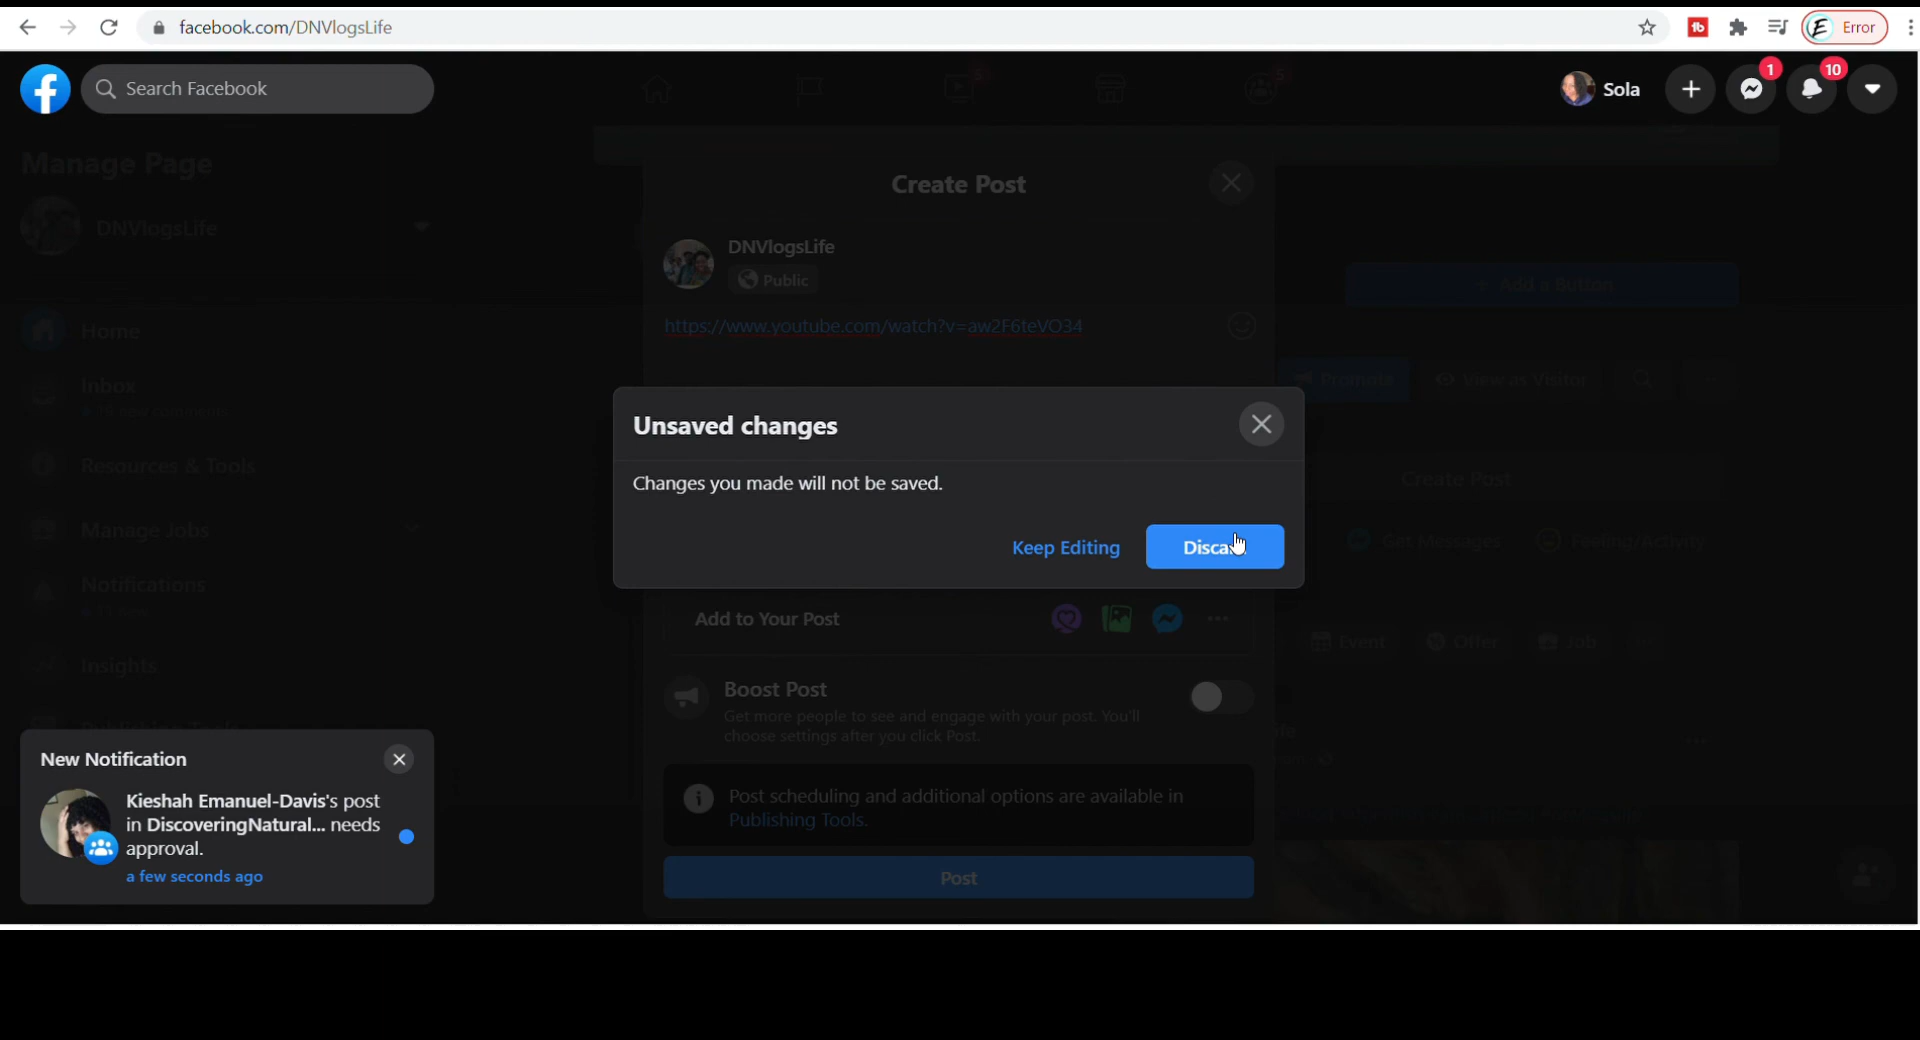 facebook.com/DNVlogsLife
Error
Search Facebook
5
5
Sola
1
10
Manage Page
DNVlogsLife
Home
Inbox
Resources & Tools
Manage Jobs
Notifications
Insights
Publishing Tools
Create Post
DNVlogsLife
Public
https://www.youtube.com/watch?v=aw2F6teVO34
+ Add a Button
Promote
View as Visitor
Create Post
Get Messages
Feeling/Activity
Event
Offer
Job
Unsaved changes
Changes you made will not be saved.
Keep Editing
Add to Your Post
Boost Post
Get more people to see and engage with your post. You'll
choose settings after you click Post.
Post scheduling and additional options are available in
Publishing Tools.
Post
New Notification
Kieshah Emanuel-Davis's post
in DiscoveringNatural... needs
approval.
a few seconds ago